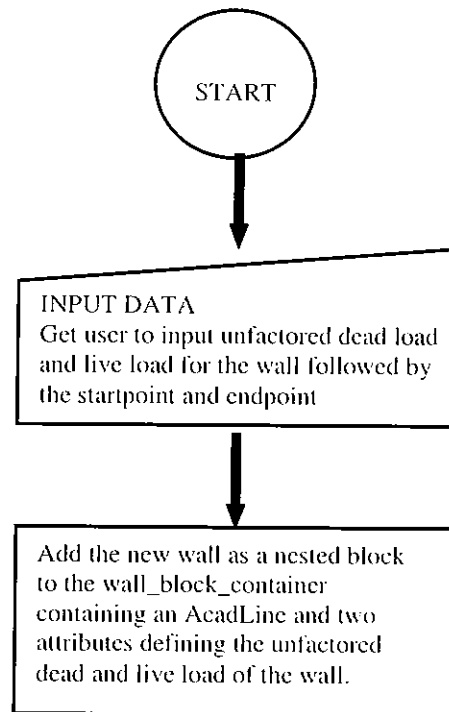 START
INPUT DATA
Get user to input unfactored dead load
and live load for the wall followed by
the startpoint and endpoint
Add the new wall as a nested block
to the wall_block_container
containing an AcadLine and two
attributes defining the unfactored
dead and live load of the wall.